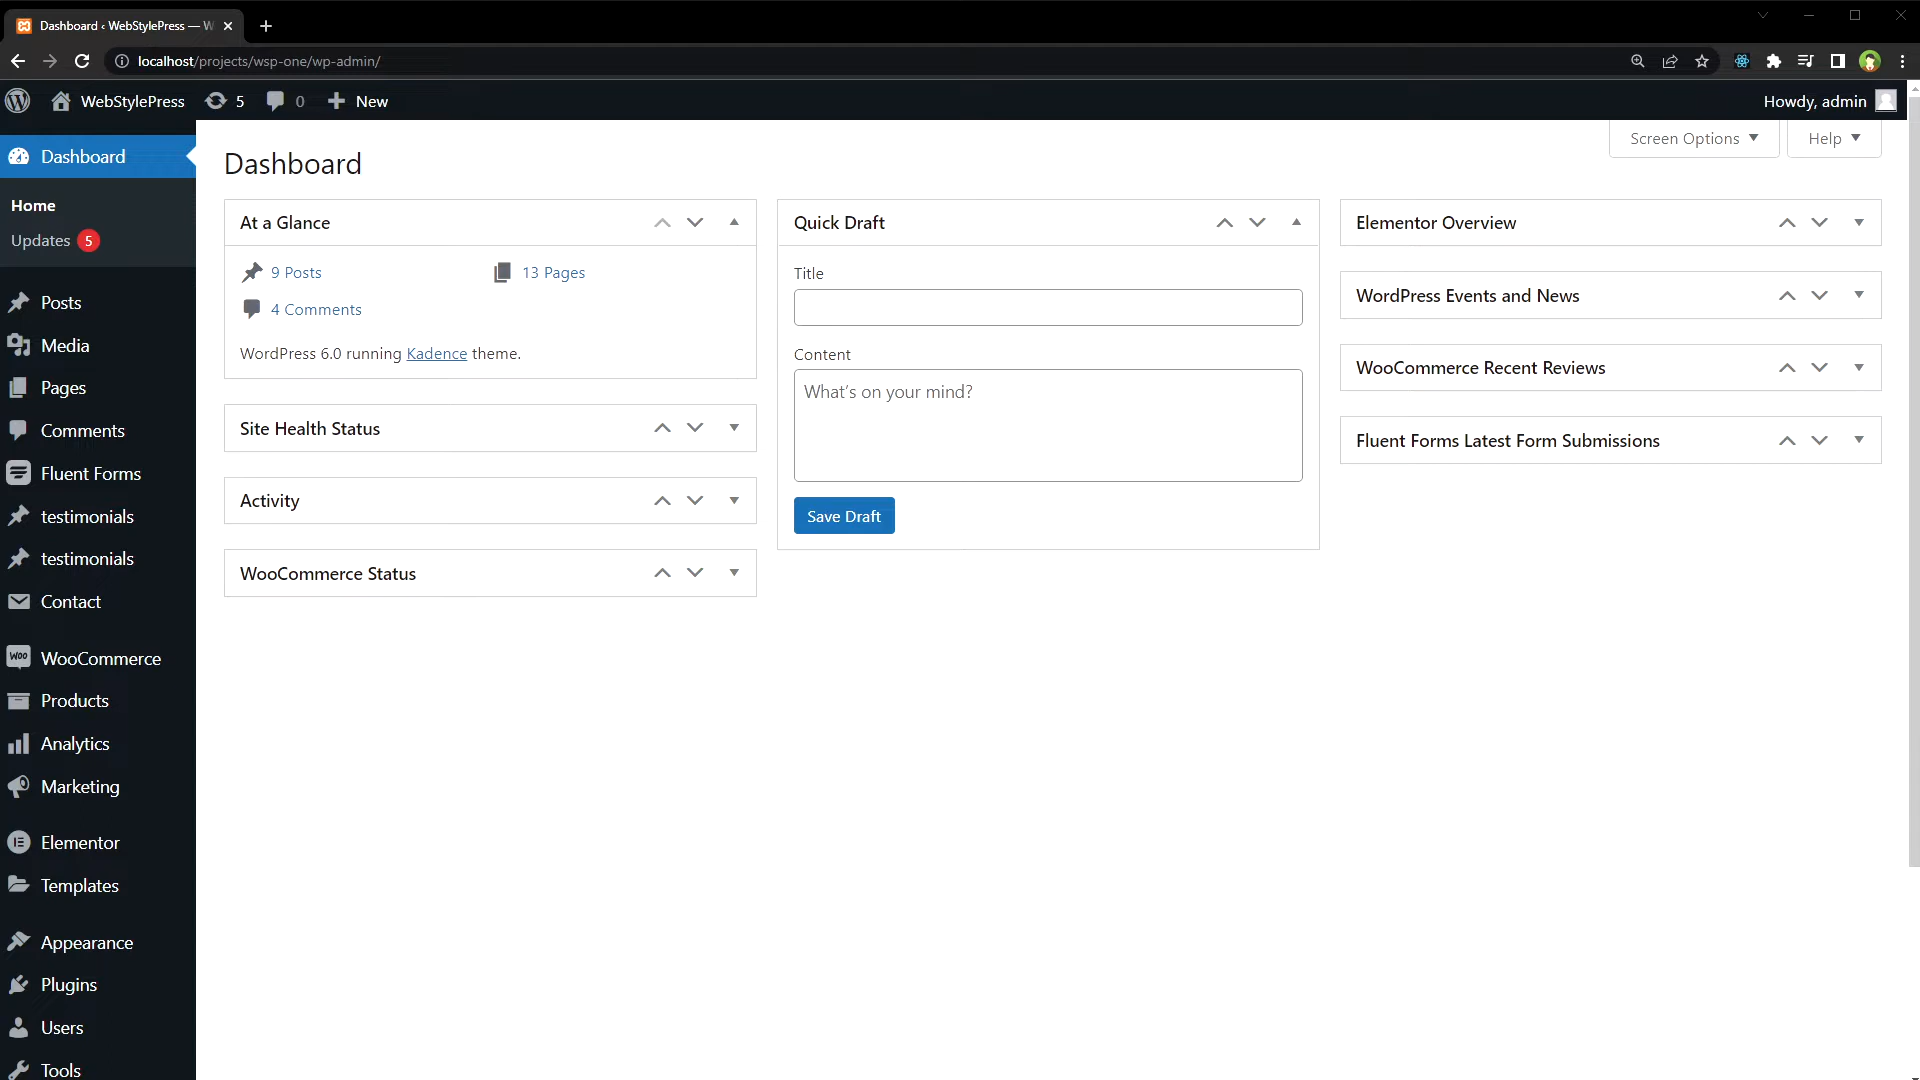 Dashboard ‹ WebStylePress — W
localhost/projects/wsp-one/wp-admin/
WebStylePress 5 0 New
Howdy, admin
Dashboard
Home
Updates 5
Posts
Media
Pages
Comments
Fluent Forms
testimonials
testimonials
Contact
Woo WooCommerce
Products
Analytics
Marketing
Elementor
Templates
Appearance
Plugins
Users
Tools
Screen Options
Help
Dashboard
At a Glance
9 Posts
13 Pages
4 Comments
WordPress 6.0 running Kadence theme.
Site Health Status
Activity
WooCommerce Status
Quick Draft
Title
Content
What’s on your mind?
Save Draft
Elementor Overview
WordPress Events and News
WooCommerce Recent Reviews
Fluent Forms Latest Form Submissions